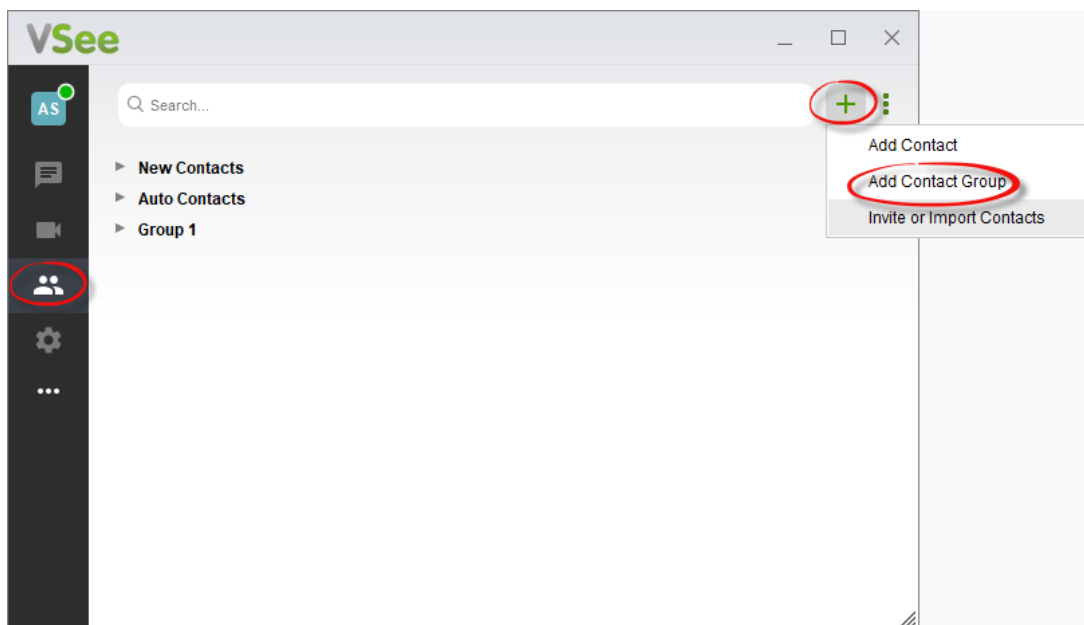 VSee
AS
Search...
Add Contact
New Contacts
Add Contact Group
Auto Contacts
Invite or Import Contacts
Group 1